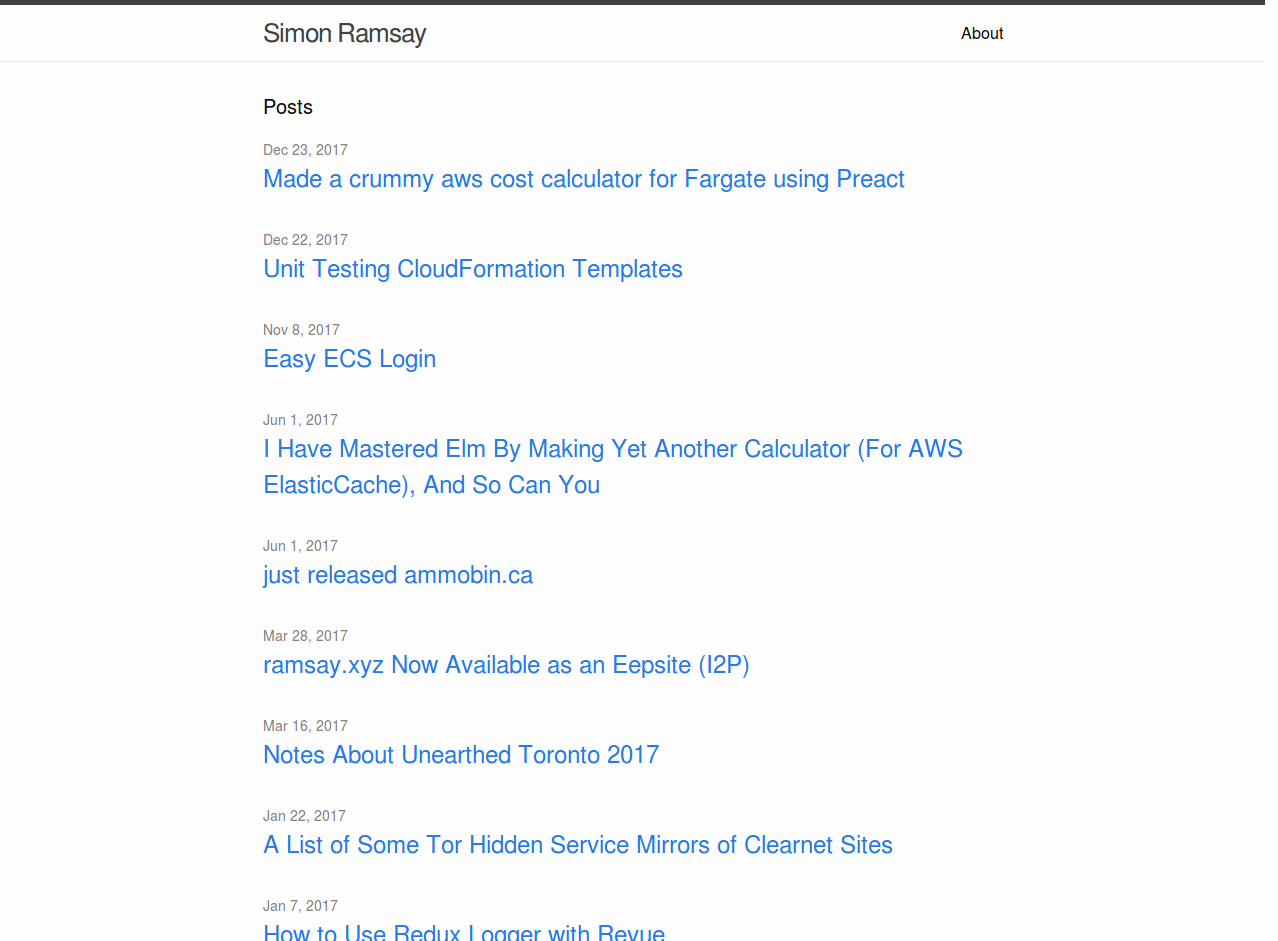 Simon Ramsay
About
Posts
Dec 23, 2017
Made a crummy aws cost calculator for Fargate using Preact
Dec 22, 2017
Unit Testing CloudFormation Templates
Nov 8, 2017
Easy ECS Login
Jun 1, 2017
I Have Mastered Elm By Making Yet Another Calculator (For AWS
ElasticCache), And So Can You
Jun 1, 2017
just released ammobin.ca
Mar 28, 2017
ramsay.xyz Now Available as an Eepsite (I2P)
Mar 16, 2017
Notes About Unearthed Toronto 2017
Jan 22, 2017
A List of Some Tor Hidden Service Mirrors of Clearnet Sites
Jan 7, 2017
How to Use Redux Logger with Revue